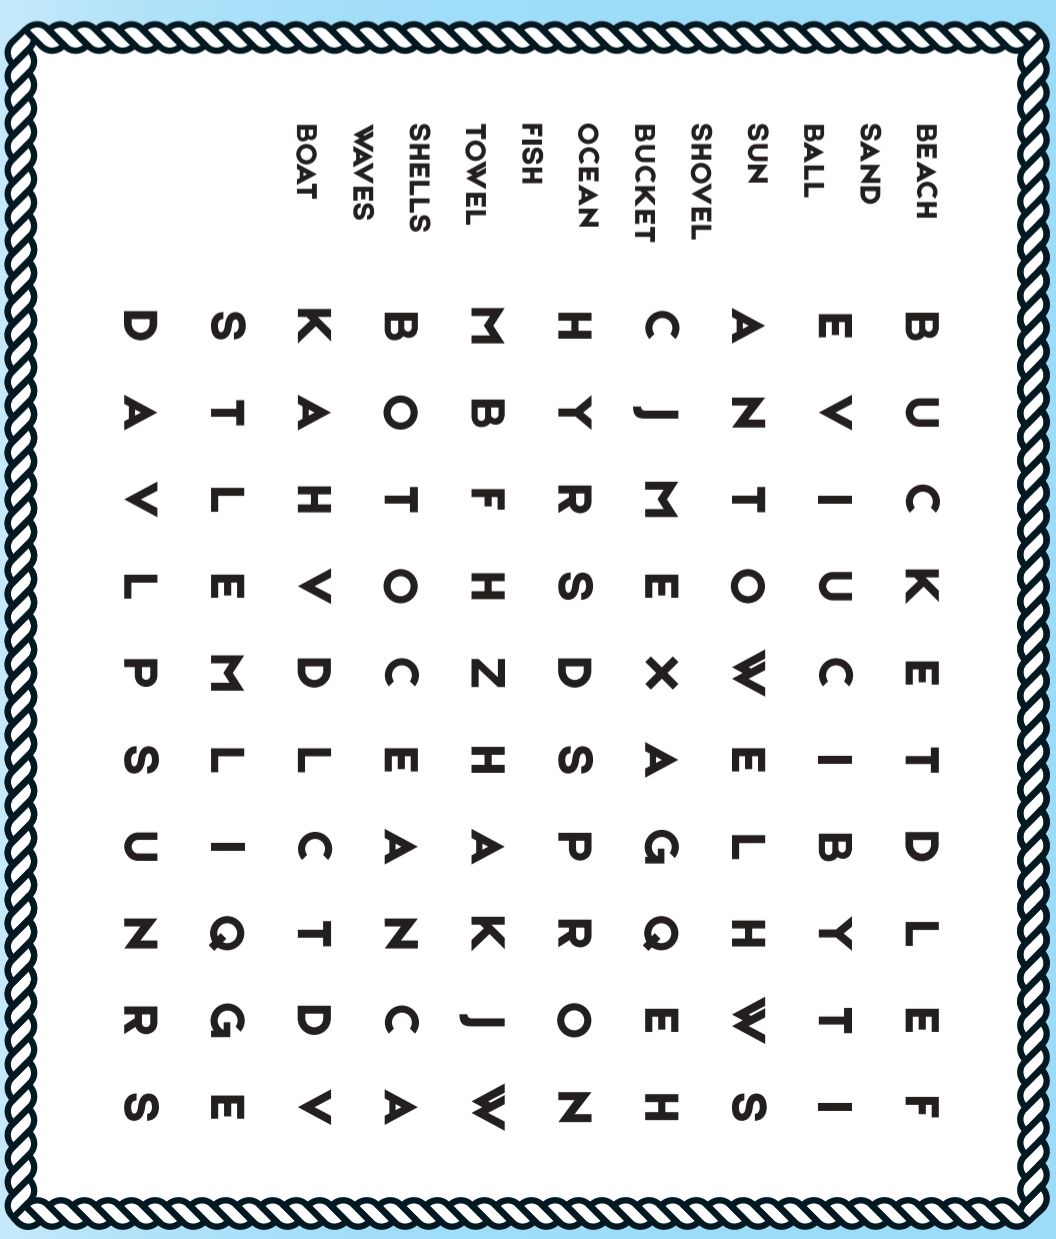 BEACH
SAND
BALL
SUN
SHOVEL
BUCKET
OCEAN
FISH
TOWEL
SHELLS
WAVES
BOAT
B U C K E T D L E F
E V I U C I B Y T I
A N T O W E L H W S
C J M E X A G Q E H
H Y R S D S P R O N
M B F H Z H A K J W
B O T O C E A N C A
K A H V D L C T D V
S T L E M L I Q G E
D A V L P S U N R S